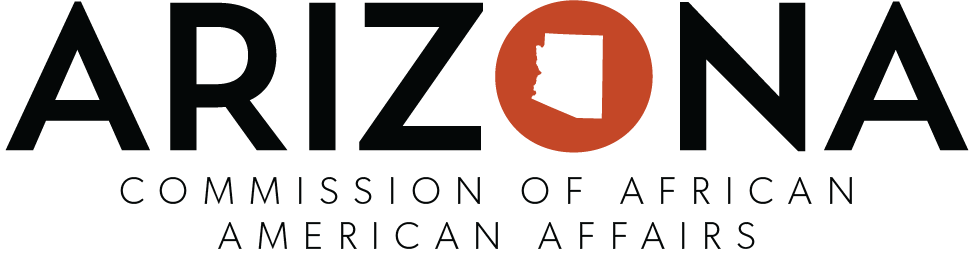 ARIZONA
COMMISSION OF AFRICAN
AMERICAN AFFAIRS